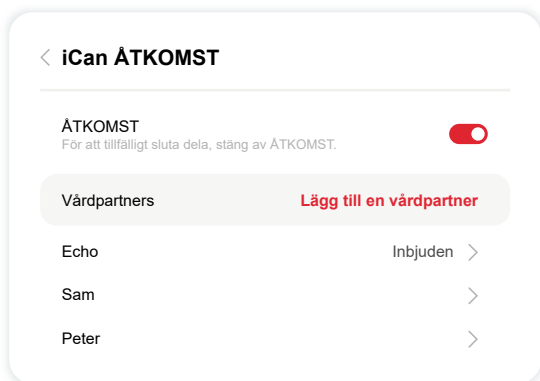 iCan ÅTKOMST
ÅTKOMST
För att tillfälligt sluta dela, stäng av ÅTKOMST.
Vårdpartners Lägg till en vårdpartner
Echo Inbjuden
Sam
Peter